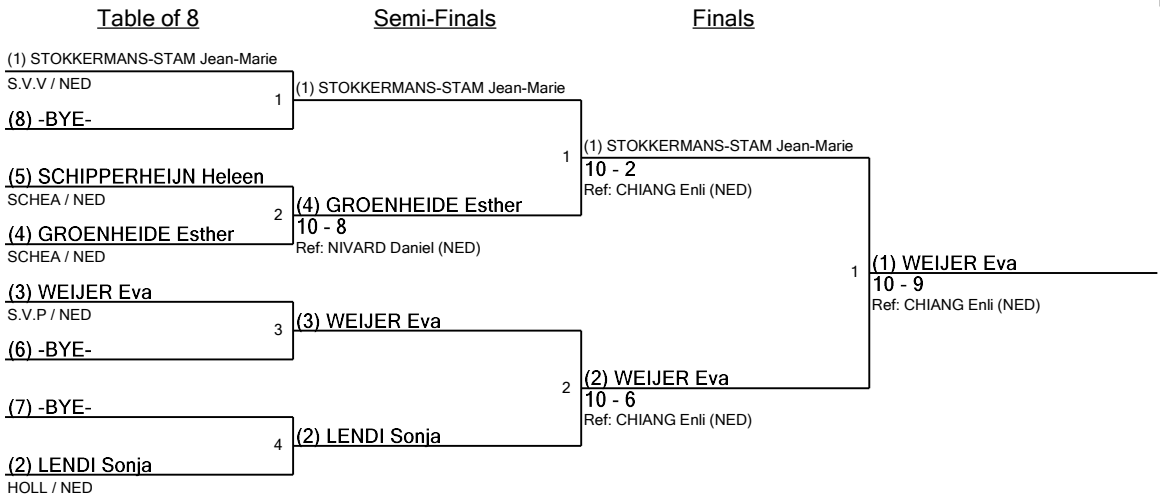 Table of 8
Semi-Finals
Finals
(1) STOKKERMANS-STAM Jean-Marie
S.V.V / NED
1
(8) -BYE-
(1) STOKKERMANS-STAM Jean-Marie
(5) SCHIPPERHEIJN Heleen
SCHEA / NED
2
(4) GROENHEIDE Esther
SCHEA / NED
(4) GROENHEIDE Esther
10 - 8
Ref: NIVARD Daniel (NED)
1
(1) STOKKERMANS-STAM Jean-Marie
10 - 2
Ref: CHIANG Enli (NED)
(3) WEIJER Eva
S.V.P / NED
3
(6) -BYE-
(3) WEIJER Eva
(7) -BYE-
4
(2) LENDI Sonja
HOLL / NED
(2) LENDI Sonja
2
(2) WEIJER Eva
10 - 6
Ref: CHIANG Enli (NED)
1
(1) WEIJER Eva
10 - 9
Ref: CHIANG Enli (NED)